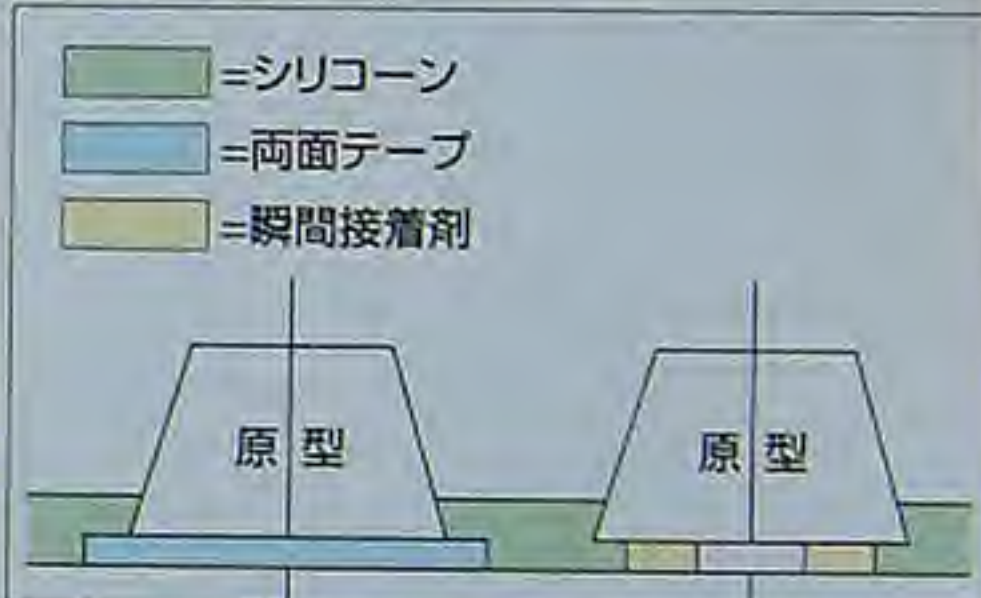 =シリコーン
=両面テープ
=瞬間接着剤
原型 原型